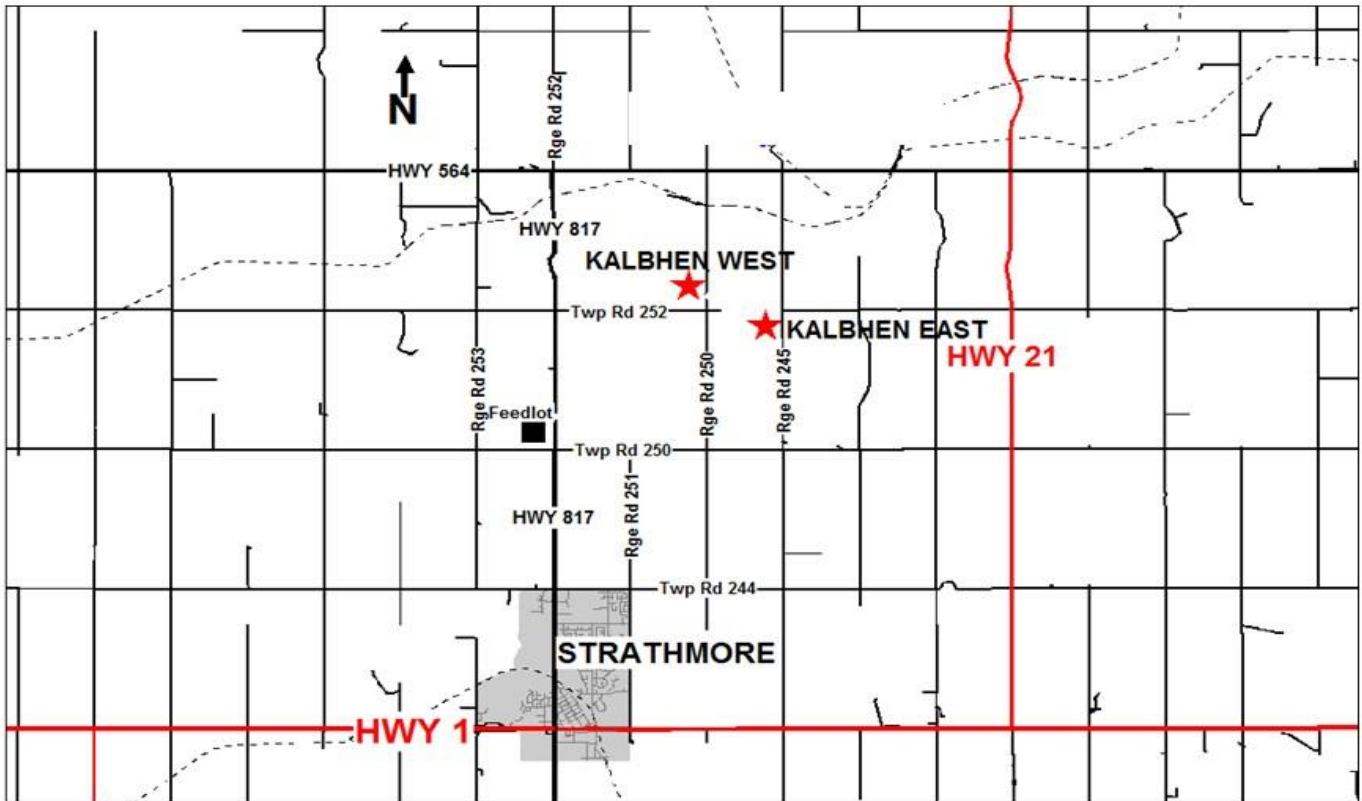 N
Rge Rd 252
HWY 564
HWY 817
KALBHEN WEST
Twp Rd 252
KALBHEN EAST
HWY 21
Rge Rd 253
Rge Rd 250
Rge Rd 245
Feedlot
Twp Rd 250
Rge Rd 251
HWY 817
Twp Rd 244
STRATHMORE
HWY 1